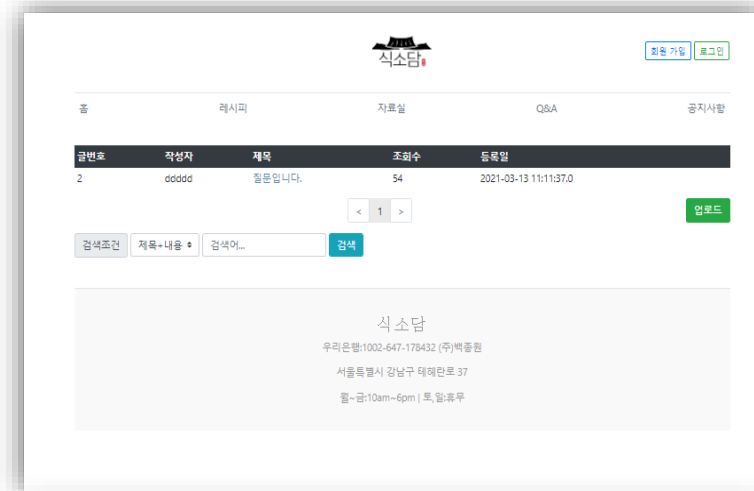 식소담
회원 가입 로그인
홈 레시피 자료실 Q&A 공지사항
글번호 작성자 제목 조회수 등록일
2 ddddd 질문입니다. 54 2021-03-13 11:11:37.0
< 1 >
업로드
검색조건 제목+내용 검색어... 검색
식소담
우리은행:1002-647-178432 (주)백종원
서울특별시 강남구 테헤란로 37
월~금:10am~6pm | 토,일:휴무